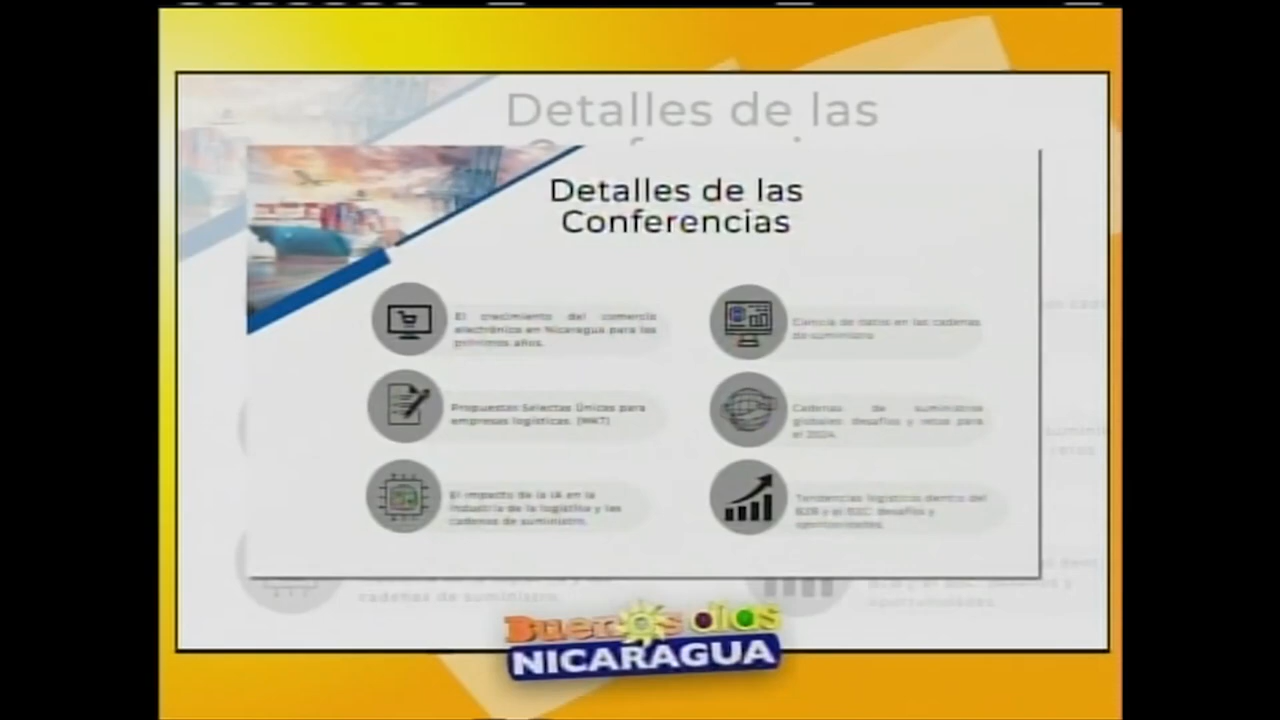 Detalles de las
Detalles de las
Conferencias
El crecimiento del comercio
electrónico en Nicaragua para los
próximos años.
Propuestas Selectas Únicas para
empresas logísticas. (MKT)
El impacto de la IA en la
industria de la logística y las
cadenas de suministro.
Ciencia de datos en las cadenas
de suministro
Cadenas de suministros
globales: desafíos y retos para
el 2024.
Tendencias logísticas dentro del
B2B y el B2C: desafíos y
oportunidades.
cadenas de suministro.
oportunidades.
Buenos días
NICARAGUA